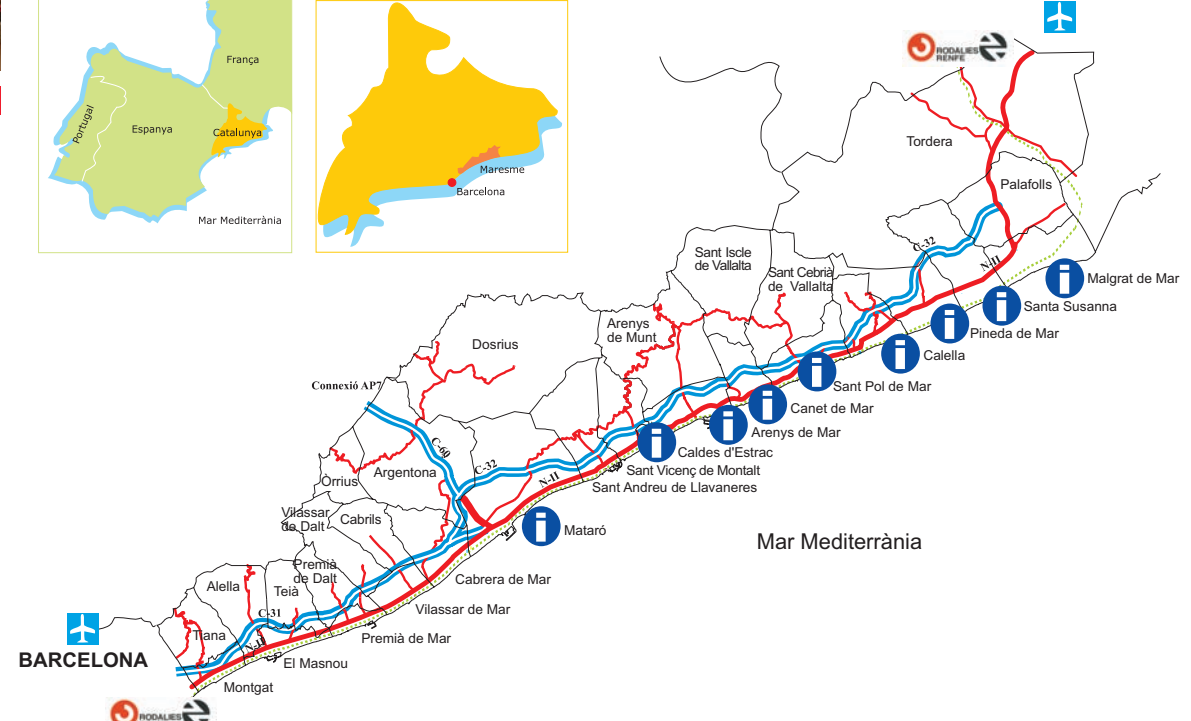 França
Portugal
Espanya
Catalunya
Mar Mediterrània
Maresme
Barcelona
RODALIES
RENFE
Tordera
Palafolls
C-32
N-II
Malgrat de Mar
Santa Susanna
Pineda de Mar
Calella
Sant Pol de Mar
Canet de Mar
Arenys de Mar
Caldes d'Estrac
Sant Vicenç de Montalt
Sant Andreu de Llavaneres
Sant Iscle
de Vallalta
Sant Cebrià
de Vallalta
Arenys
de Munt
Dosrius
Connexió AP7
C-60
C-32
N-II
Argentona
Òrrius
Vilassar
de Dalt
Cabrils
Mataró
Mar Mediterrània
Cabrera de Mar
Vilassar de Mar
Premià
de Dalt
Premià de Mar
Alella
Teià
C-31
Tiana
N-II
El Masnou
Montgat
BARCELONA
RODALIES
i
i
i
i
i
i
i
i
i